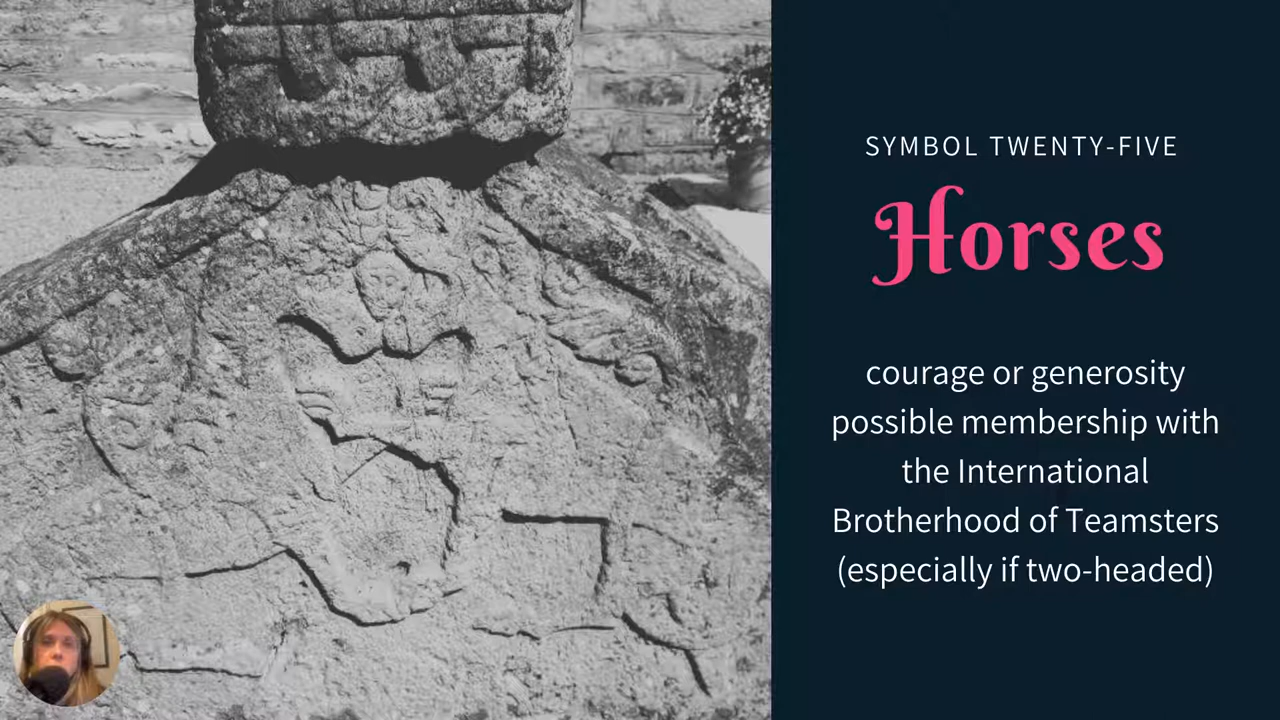 SYMBOL TWENTY-FIVE
Horses
courage or generosity
possible membership with
the International
Brotherhood of Teamsters
(especially if two-headed)